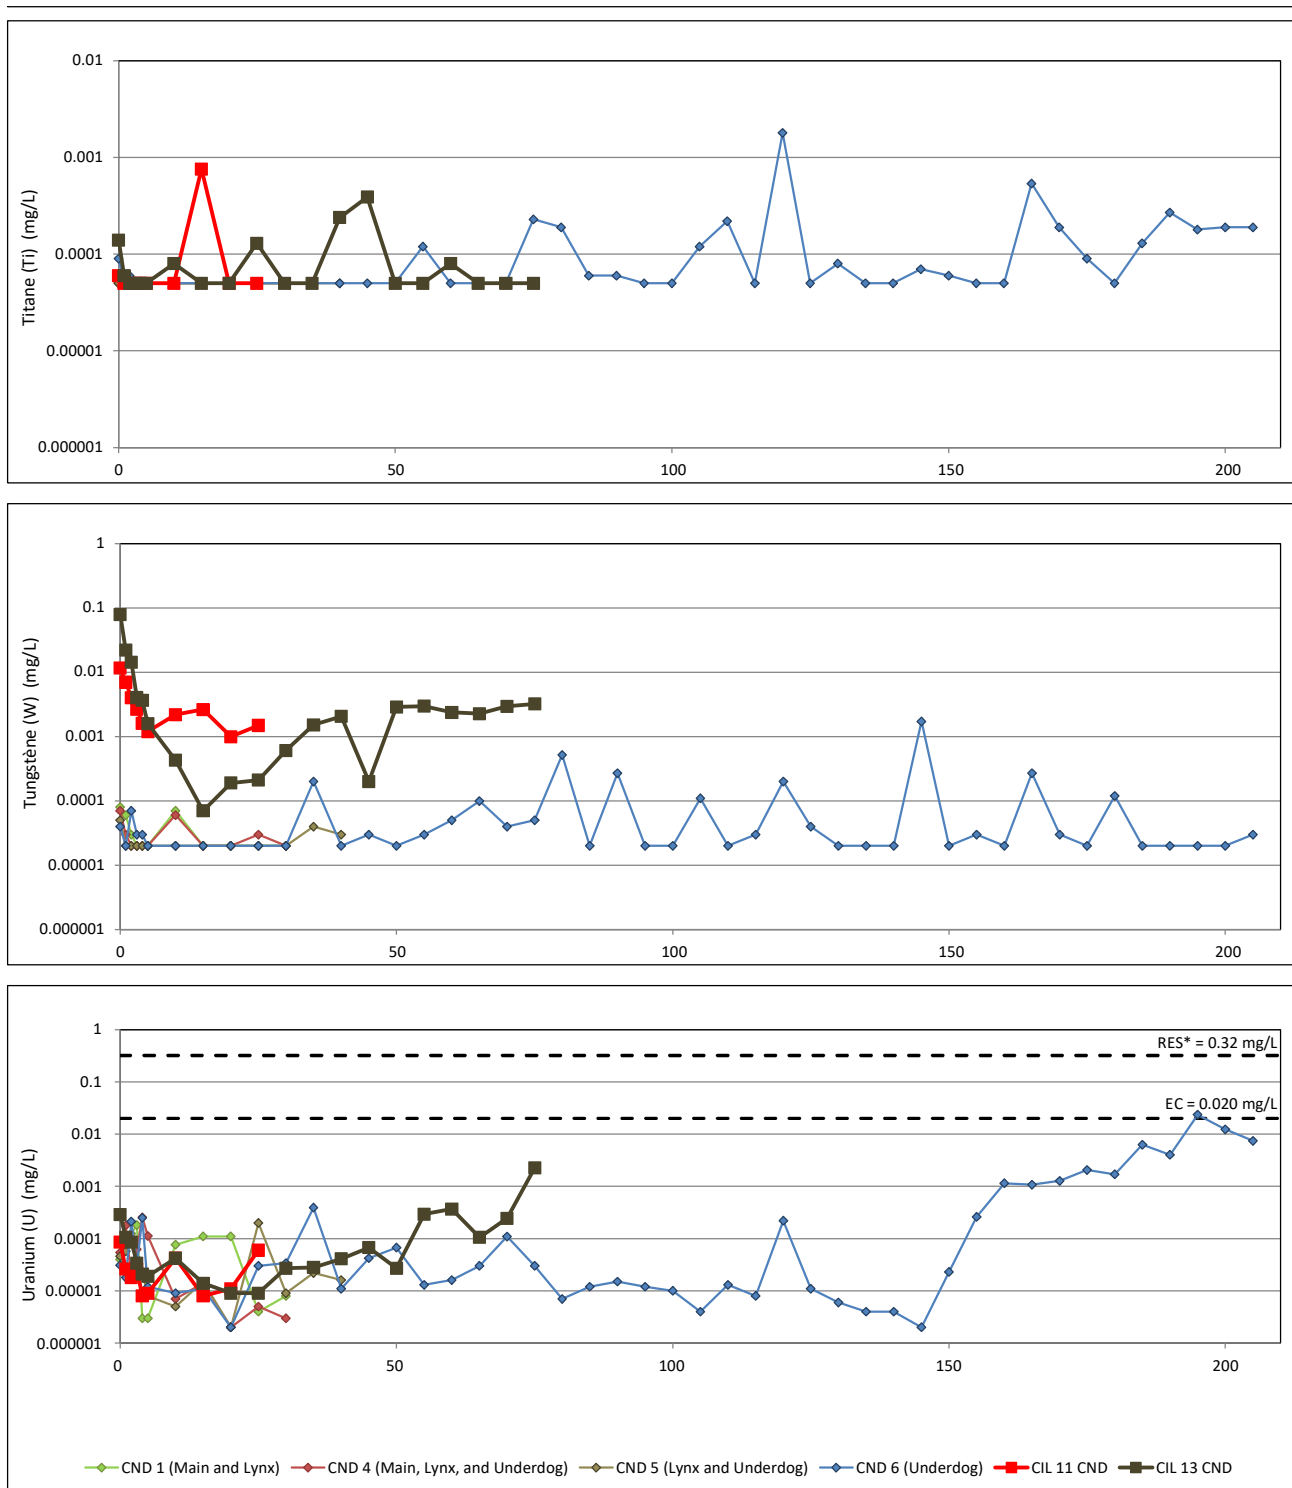 0.01
0.001
0.0001
0.00001
0.000001
Titane (Ti) (mg/L)
0 50 100 150 200
1
0.1
0.01
0.001
0.0001
0.00001
0.000001
Tungstène (W) (mg/L)
0 50 100 150 200
1
0.1
0.01
0.001
0.0001
0.00001
0.000001
Uranium (U) (mg/L)
RES* = 0.32 mg/L
EC = 0.020 mg/L
0 50 100 150 200
CND 1 (Main and Lynx) CND 4 (Main, Lynx, and Underdog) CND 5 (Lynx and Underdog) CND 6 (Underdog) CIL 11 CND CIL 13 CND